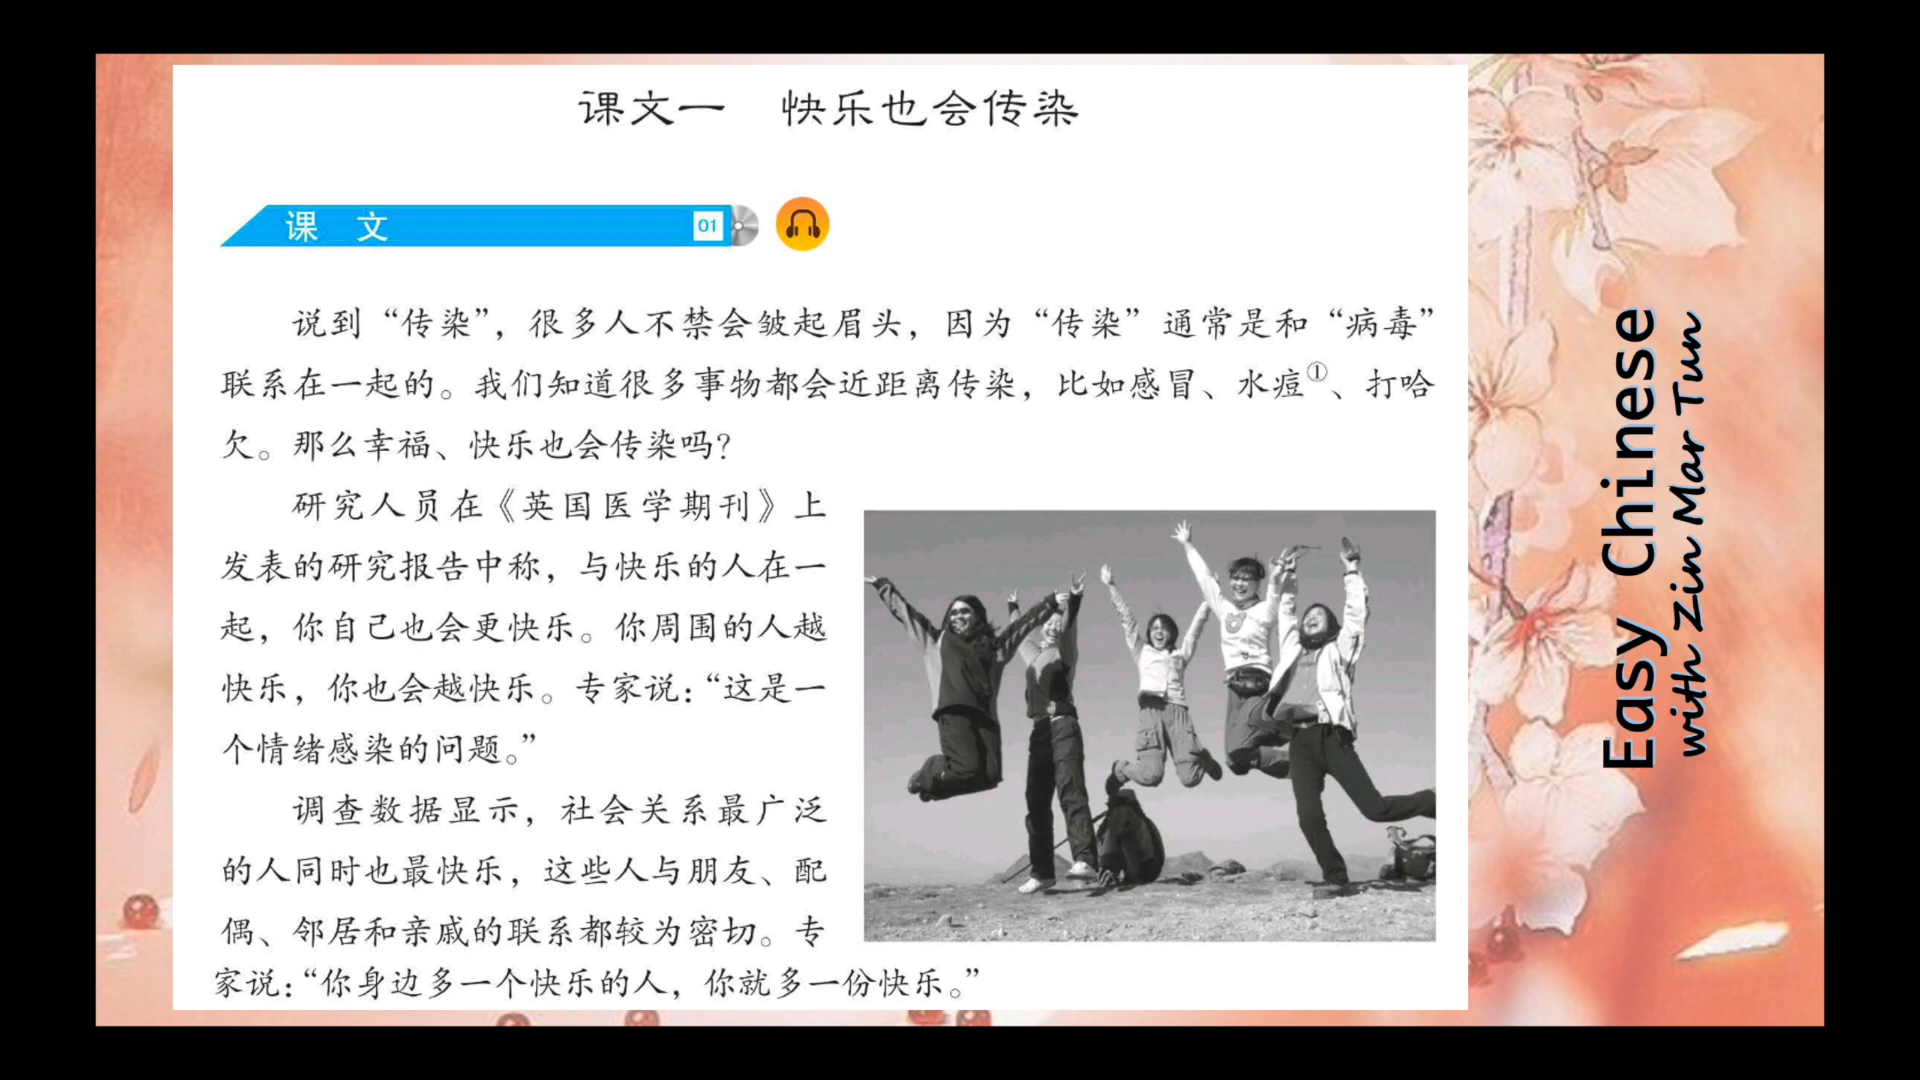 课文一 快乐也会传染
课 文 01
说到“传染”，很多人不禁会皱起眉头，因为“传染”通常是和“病毒”
联系在一起的。我们知道很多事物都会近距离传染，比如感冒、水痘①、打哈
欠。那么幸福、快乐也会传染吗？
研究人员在《英国医学期刊》上
发表的研究报告中称，与快乐的人在一
起，你自己也会更快乐。你周围的人越
快乐，你也会越快乐。专家说：“这是一
个情绪感染的问题。”
调查数据显示，社会关系最广泛
的人同时也最快乐，这些人与朋友、配
偶、邻居和亲戚的联系都较为密切。专
家说：“你身边多一个快乐的人，你就多一份快乐。”
Easy Chinese
with Zin Mar Tun